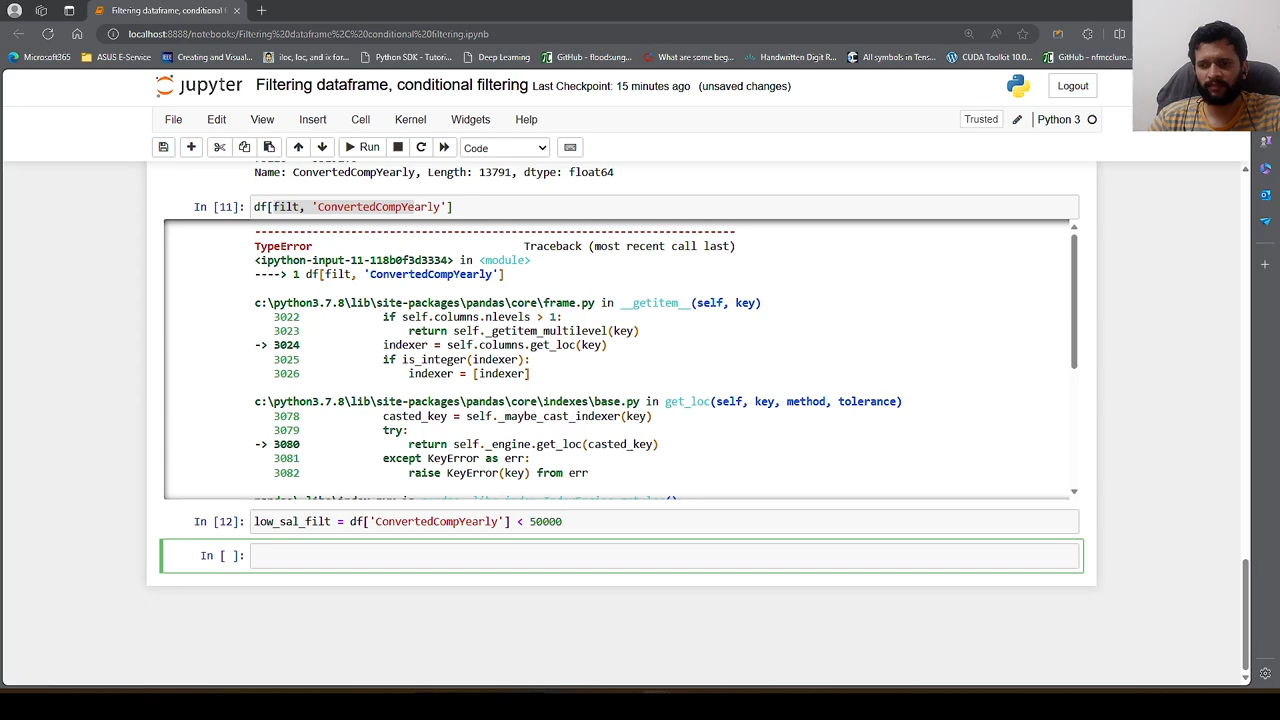 Filtering dataframe, conditional f
localhost:8888/notebooks/Filtering%20dataframe%2C%20conditional%20filtering.ipynb
Microsoft365
ASUS E-Service
Creating and Visual...
iloc, loc, and ix for...
Python SDK - Tutori...
Deep Learning
GitHub - floodsung...
What are some beg...
Handwritten Digit R...
All symbols in Tens...
CUDA Toolkit 10.0...
GitHub - nfmcclure...
jupyter Filtering dataframe, conditional filtering Last Checkpoint: 15 minutes ago (unsaved changes)
Logout
File Edit View Insert Cell Kernel Widgets Help
Trusted
Python 3
Run
Code
Name: ConvertedCompYearly, Length: 13791, dtype: float64
In [11]: df[filt, 'ConvertedCompYearly']
---------------------------------------------------------------------------
TypeError Traceback (most recent call last)
<ipython-input-11-118b0f3d3334> in <module>
----> 1 df[filt, 'ConvertedCompYearly']
c:\python3.7.8\lib\site-packages\pandas\core\frame.py in __getitem__(self, key)
3022 if self.columns.nlevels > 1:
3023 return self._getitem_multilevel(key)
-> 3024 indexer = self.columns.get_loc(key)
3025 if is_integer(indexer):
3026 indexer = [indexer]
c:\python3.7.8\lib\site-packages\pandas\core\indexes\base.py in get_loc(self, key, method, tolerance)
3078 casted_key = self._maybe_cast_indexer(key)
3079 try:
-> 3080 return self._engine.get_loc(casted_key)
3081 except KeyError as err:
3082 raise KeyError(key) from err
In [12]: low_sal_filt = df['ConvertedCompYearly'] < 50000
In [ ]: